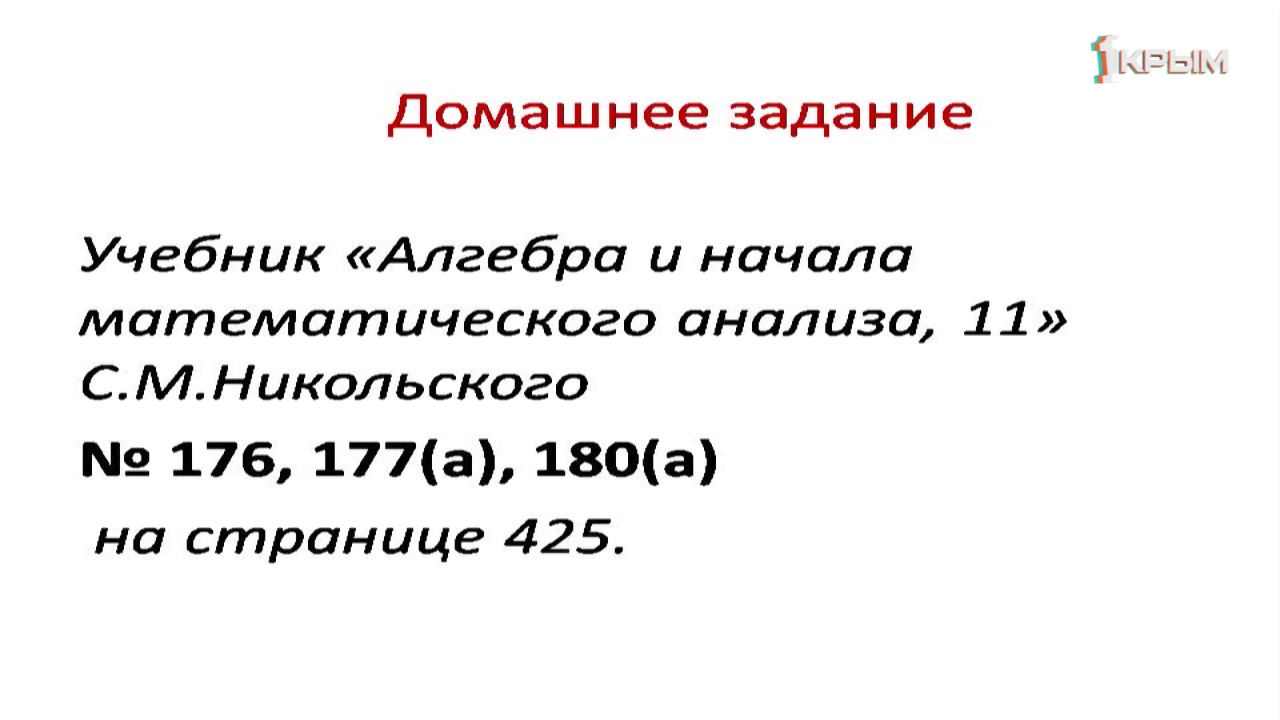 1КРЫМ
Домашнее задание
Учебник «Алгебра и начала
математического анализа, 11»
С.М.Никольского
№ 176, 177(а), 180(а)
на странице 425.